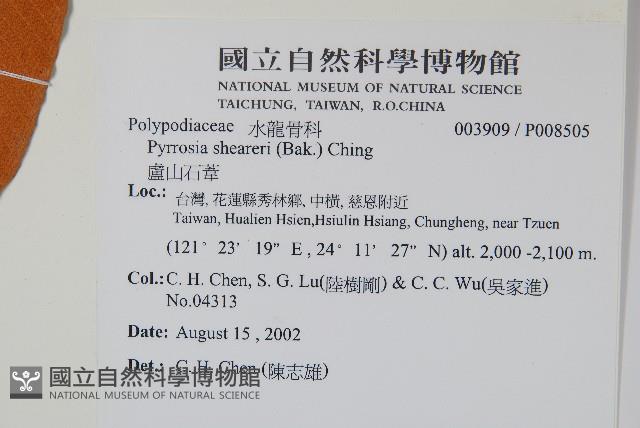 國立自然科學博物館
NATIONAL MUSEUM OF NATURAL SCIENCE
TAICHUNG, TAIWAN, R.O.CHINA
Polypodiaceae 水龍骨科 003909 / P008505
Pyrrosia sheareri (Bak.) Ching
盧山石葦
Loc.: 台灣, 花蓮縣秀林鄉、中橫, 慈恩附近
Taiwan, Hualien Hsien,Hsiulin Hsiang, Chungheng, near Tzuen
(121° 23' 19" E , 24° 11' 27" N) alt. 2,000 -2,100 m.
Col.: C. H. Chen, S. G. Lu(陸樹剛) & C. C. Wu(吳家進)
No.04313
Date: August 15 , 2002
Det.: C. H. Chen (陳志雄)
國立自然科學博物館
NATIONAL MUSEUM OF NATURAL SCIENCE